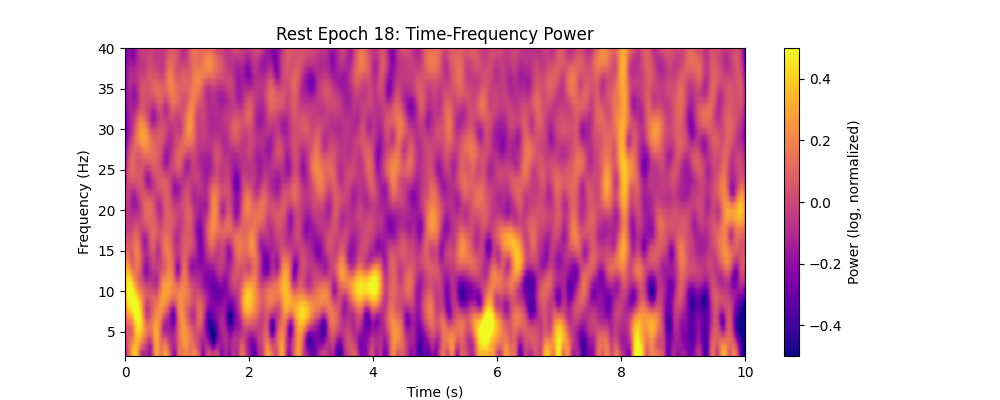 Rest Epoch 18: Time-Frequency Power
40
35
30
25
20
15
10
5
Frequency (Hz)
0 2 4 6 8 10
Time (s)
0.4
0.2
0.0
−0.2
−0.4
Power (log, normalized)